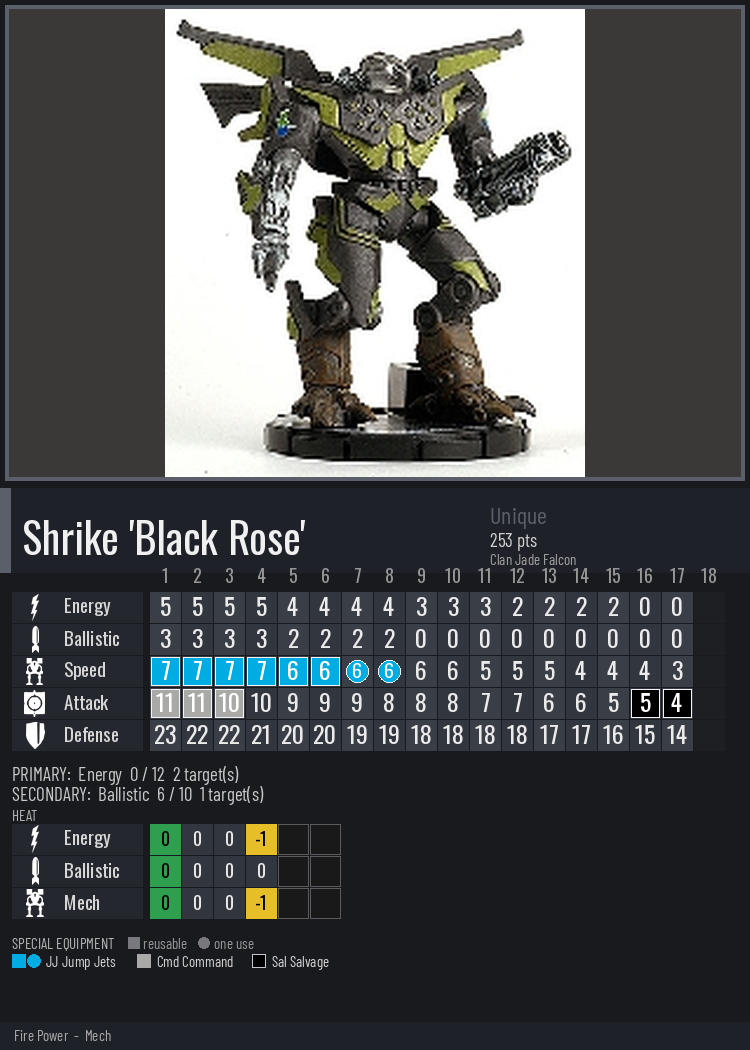 Shrike 'Black Rose'
Unique
253 pts
Clan Jade Falcon
1 2 3 4 5 6 7 8 9 10 11 12 13 14 15 16 17 18
Energy 5 5 5 5 4 4 4 4 3 3 3 2 2 2 2 0 0
Ballistic 3 3 3 3 2 2 2 2 0 0 0 0 0 0 0 0 0
Speed 7 7 7 7 6 6 6 6 6 6 5 5 5 4 4 4 3
Attack 11 11 10 10 9 9 9 8 8 8 7 7 6 6 5 5 4
Defense 23 22 22 21 20 20 19 19 18 18 18 18 17 17 16 15 14
PRIMARY: Energy 0 / 12 2 target(s)
SECONDARY: Ballistic 6 / 10 1 target(s)
HEAT
Energy 0 0 0 -1
Ballistic 0 0 0 0
Mech 0 0 0 -1
SPECIAL EQUIPMENT reusable one use
JJ Jump Jets Cmd Command Sal Salvage
Fire Power - Mech